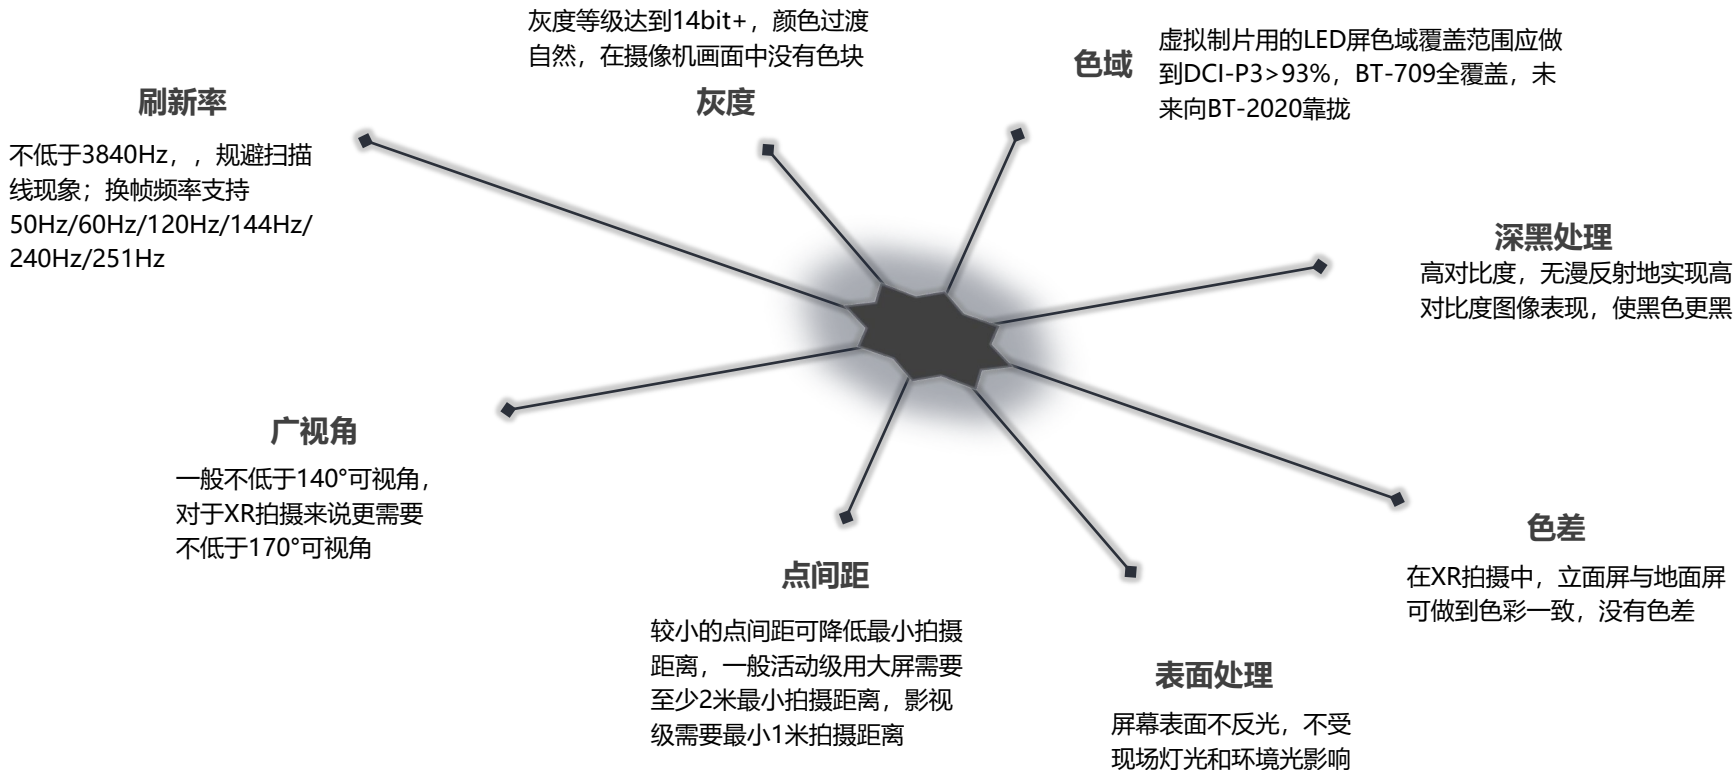 灰度等级达到14bit+，颜色过渡
自然，在摄像机画面中没有色块
灰度
色域
虚拟制片用的LED屏色域覆盖范围应做
到DCI-P3>93%，BT-709全覆盖，未
来向BT-2020靠拢
刷新率
不低于3840Hz，，规避扫描
线现象；换帧频率支持
50Hz/60Hz/120Hz/144Hz/
240Hz/251Hz
深黑处理
高对比度，无漫反射地实现高
对比度图像表现，使黑色更黑
广视角
一般不低于140°可视角，
对于XR拍摄来说更需要
不低于170°可视角
点间距
较小的点间距可降低最小拍摄
距离，一般活动级用大屏需要
至少2米最小拍摄距离，影视
级需要最小1米拍摄距离
色差
在XR拍摄中，立面屏与地面屏
可做到色彩一致，没有色差
表面处理
屏幕表面不反光，不受
现场灯光和环境光影响